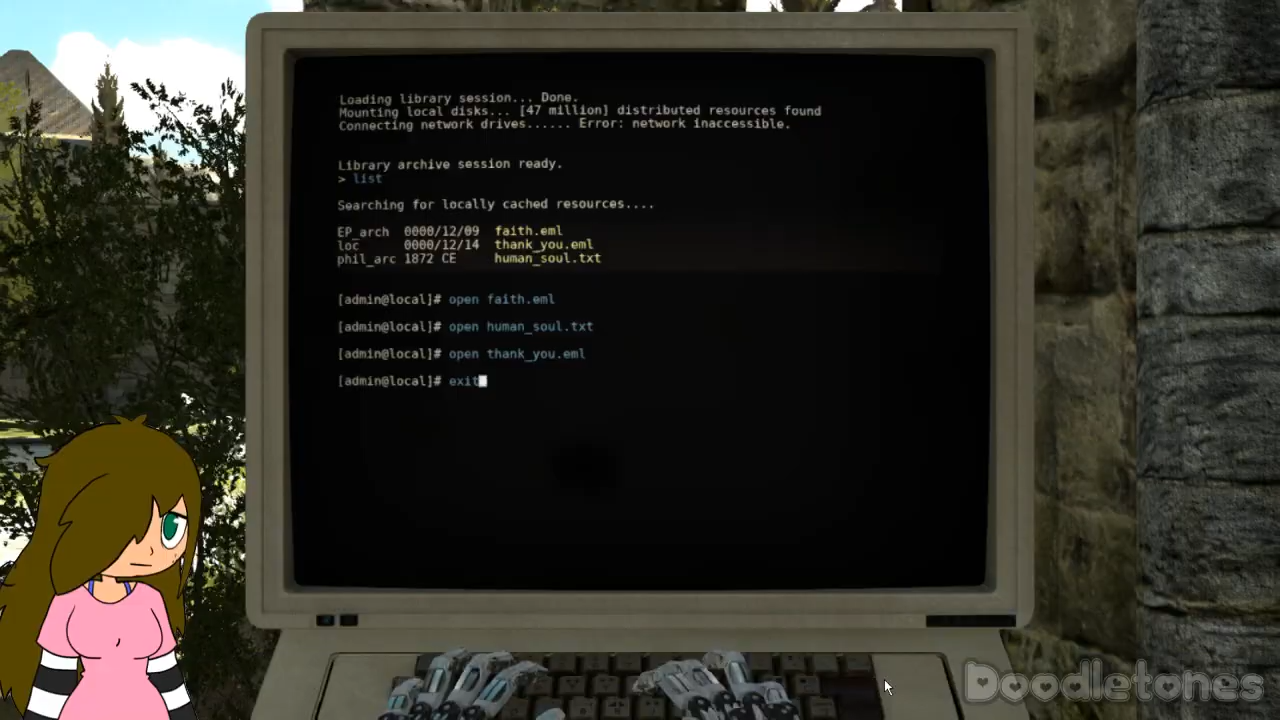 Loading library session... Done.
Mounting local disks... [47 million] distributed resources found
Connecting network drives...... Error: network inaccessible.
Library archive session ready.
> list
Searching for locally cached resources....
EP_arch 0000/12/09 faith.eml
loc 0000/12/14 thank_you.eml
phil_arc 1872 CE human_soul.txt
[admin@local]# open faith.eml
[admin@local]# open human_soul.txt
[admin@local]# open thank_you.eml
[admin@local]# exit
Doodletones